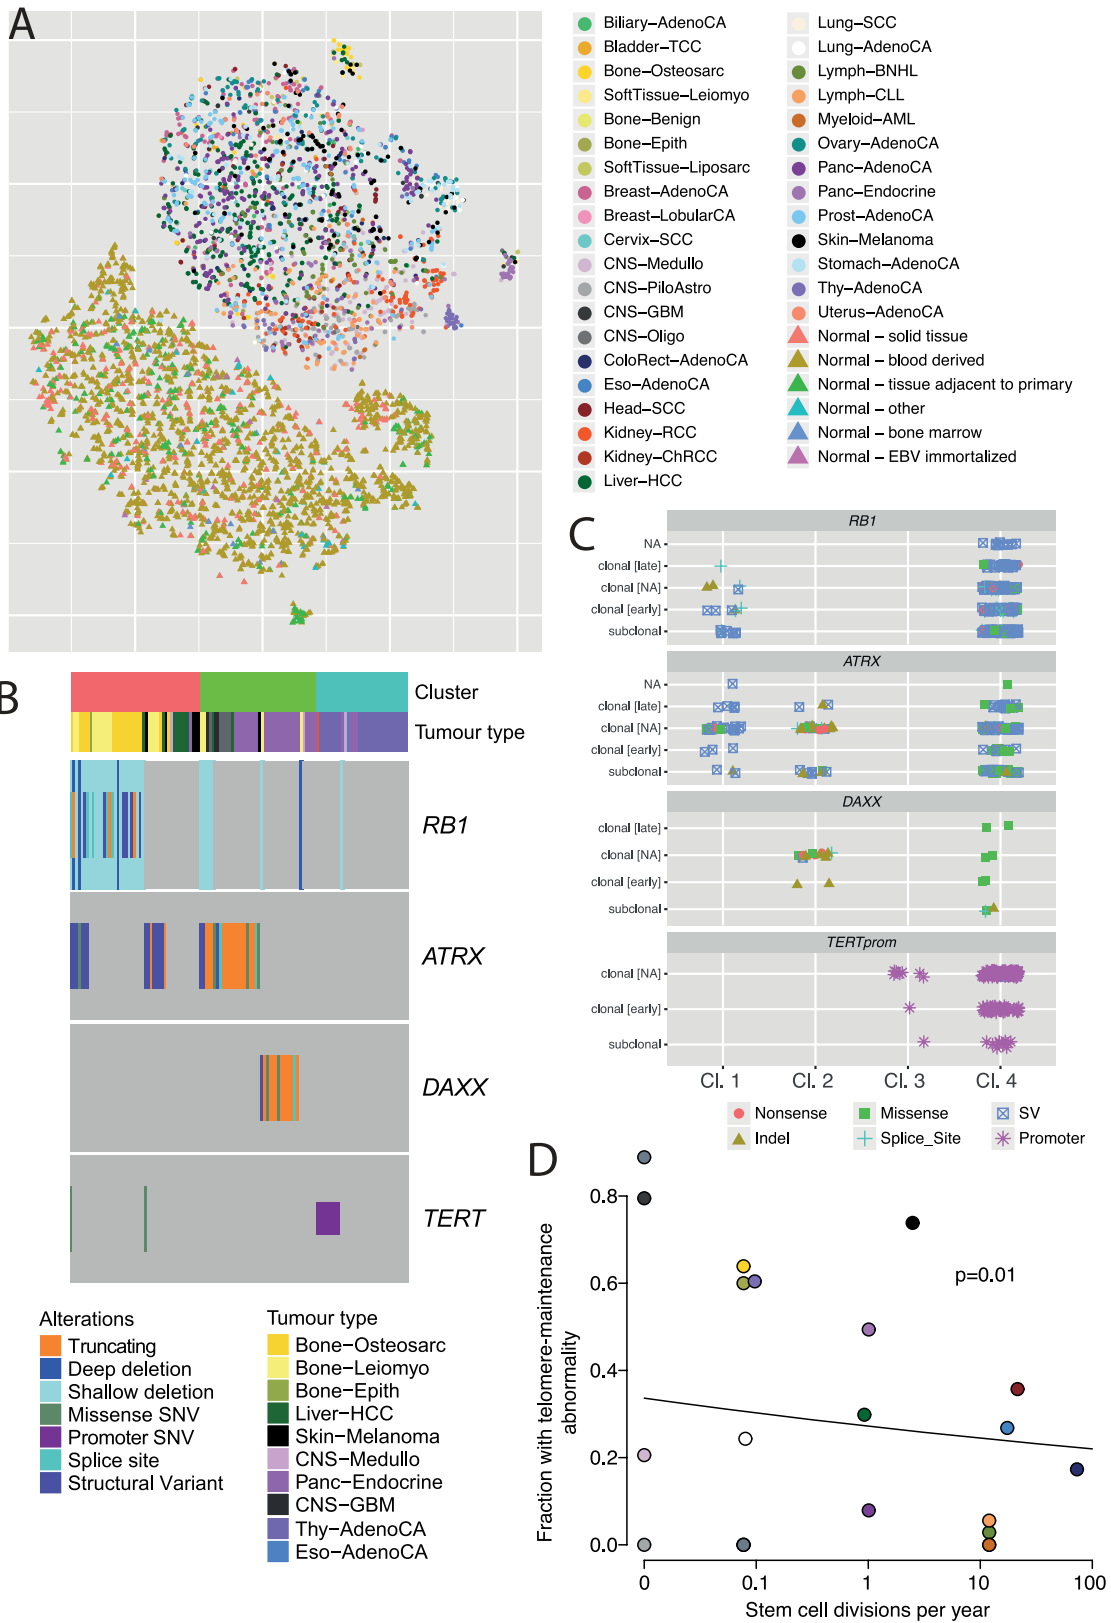 A
Biliary–AdenoCA
Bladder–TCC
Bone–Osteosarc
SoftTissue–Leiomyo
Bone–Benign
Bone–Epith
SoftTissue–Liposarc
Breast–AdenoCA
Breast–LobularCA
Cervix–SCC
CNS–Medullo
CNS–PiloAstro
CNS–GBM
CNS–Oligo
ColoRect–AdenoCA
Eso–AdenoCA
Head–SCC
Kidney–RCC
Kidney–ChRCC
Liver–HCC
Lung–SCC
Lung–AdenoCA
Lymph–BNHL
Lymph–CLL
Myeloid–AML
Ovary–AdenoCA
Panc–AdenoCA
Panc–Endocrine
Prost–AdenoCA
Skin–Melanoma
Stomach–AdenoCA
Thy–AdenoCA
Uterus–AdenoCA
Normal – solid tissue
Normal – blood derived
Normal – tissue adjacent to primary
Normal – other
Normal – bone marrow
Normal – EBV immortalized
B
Cluster
Tumour type
RB1
ATRX
DAXX
TERT
Alterations
Truncating
Deep deletion
Shallow deletion
Missense SNV
Promoter SNV
Splice site
Structural Variant
Tumour type
Bone–Osteosarc
Bone–Leiomyo
Bone–Epith
Liver–HCC
Skin–Melanoma
CNS–Medullo
Panc–Endocrine
CNS–GBM
Thy–AdenoCA
Eso–AdenoCA
C
RB1
NA
clonal [late]
clonal [NA]
clonal [early]
subclonal
ATRX
NA
clonal [late]
clonal [NA]
clonal [early]
subclonal
DAXX
clonal [late]
clonal [NA]
clonal [early]
subclonal
TERTprom
clonal [NA]
clonal [early]
subclonal
Cl. 1 Cl. 2 Cl. 3 Cl. 4
Nonsense Missense SV
Indel Splice_Site Promoter
D
Fraction with telomere–maintenance
abnormality
0.8
0.6
0.4
0.2
0.0
p=0.01
0 0.1 1 10 100
Stem cell divisions per year